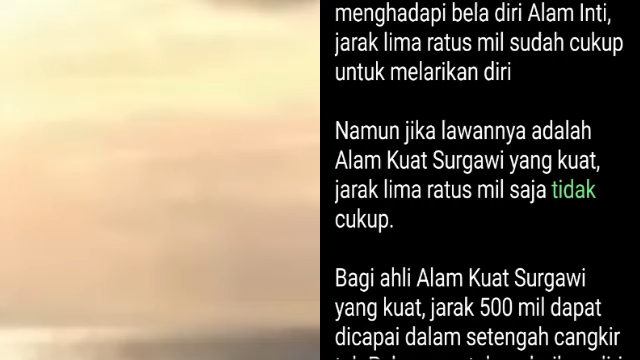 menghadapi bela diri Alam Inti,
jarak lima ratus mil sudah cukup
untuk melarikan diri
Namun jika lawannya adalah
Alam Kuat Surgawi yang kuat,
jarak lima ratus mil saja tidak
cukup.
Bagi ahli Alam Kuat Surgawi
yang kuat, jarak 500 mil dapat
dicapai dalam setengah cangkir